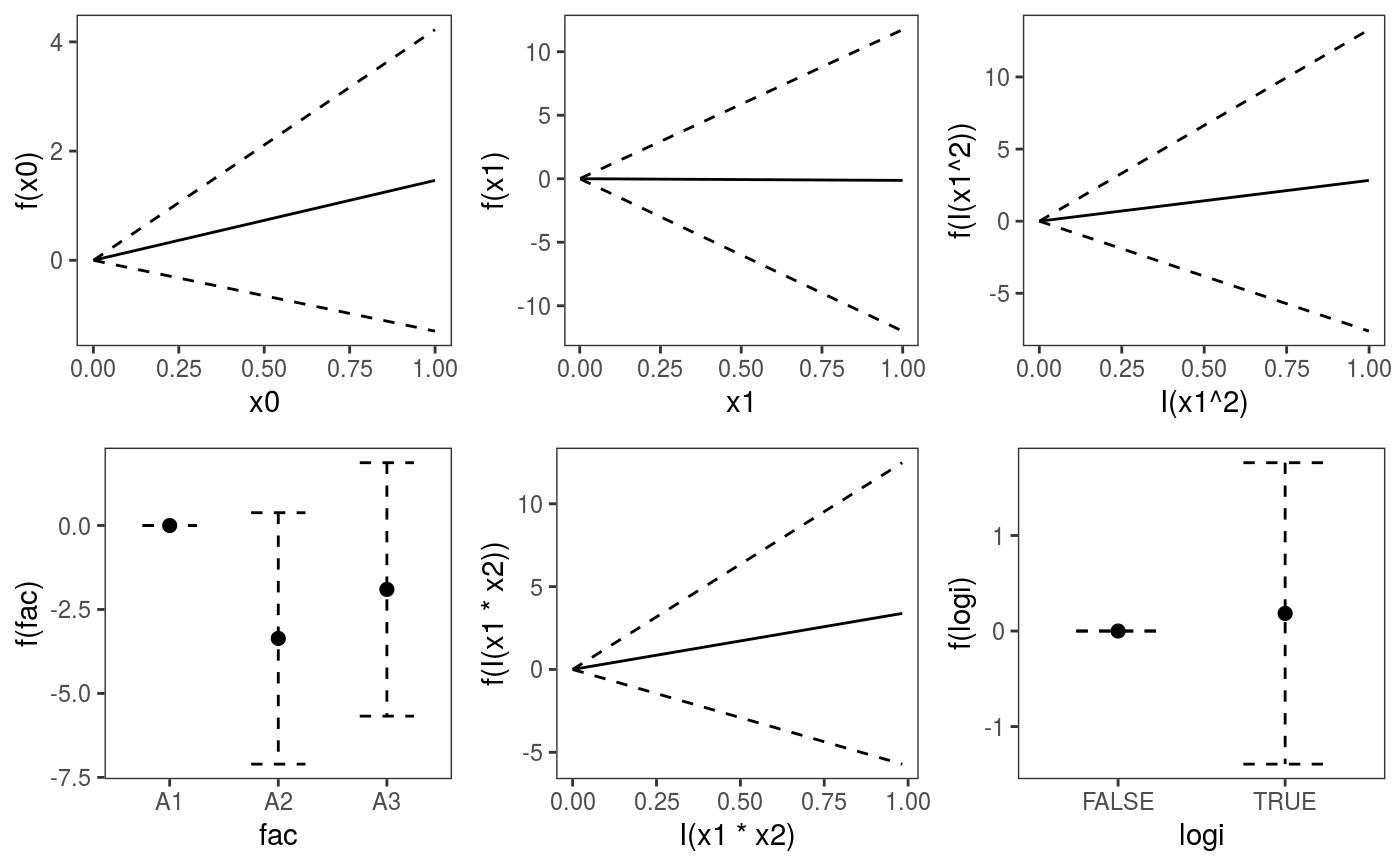 f(x0)
4
2
0
0.00 0.25 0.50 0.75 1.00
x0
f(x1)
10
5
0
-5
-10
0.00 0.25 0.50 0.75 1.00
x1
f(I(x1^2))
10
5
0
-5
0.00 0.25 0.50 0.75 1.00
I(x1^2)
f(fac)
0.0
-2.5
-5.0
-7.5
A1 A2 A3
fac
f(I(x1 * x2))
10
5
0
-5
0.00 0.25 0.50 0.75 1.00
I(x1 * x2)
f(logi)
1
0
-1
FALSE TRUE
logi